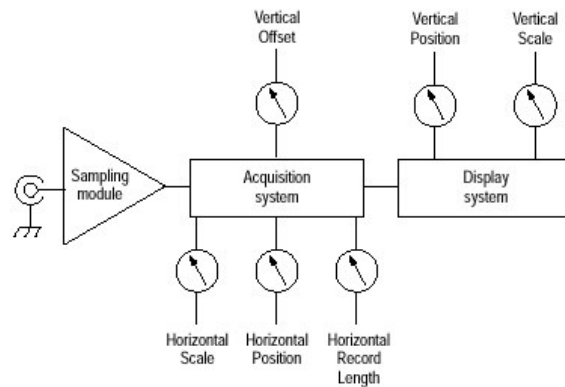 Vertical
Offset
Vertical
Position
Vertical
Scale
Sampling
module
Acquisition
system
Display
system
Horizontal
Scale
Horizontal
Position
Horizontal
Record
Length